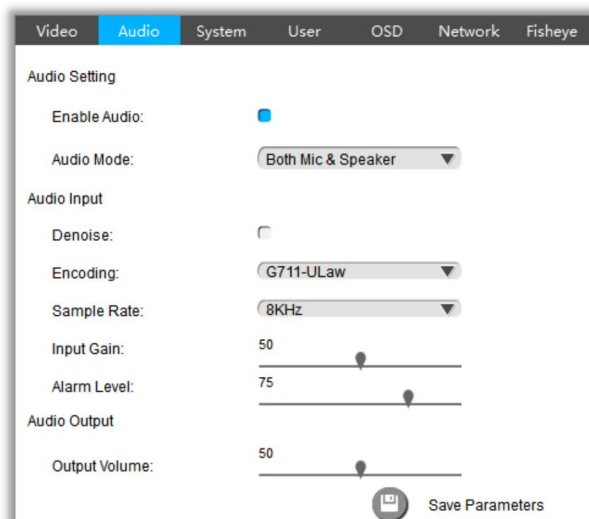 Video Audio System User OSD Network Fisheye
Audio Setting
Enable Audio:
Audio Mode: Both Mic & Speaker
Audio Input
Denoise:
Encoding: G711-ULaw
Sample Rate: 8KHz
Input Gain: 50
Alarm Level: 75
Audio Output
Output Volume: 50
Save Parameters